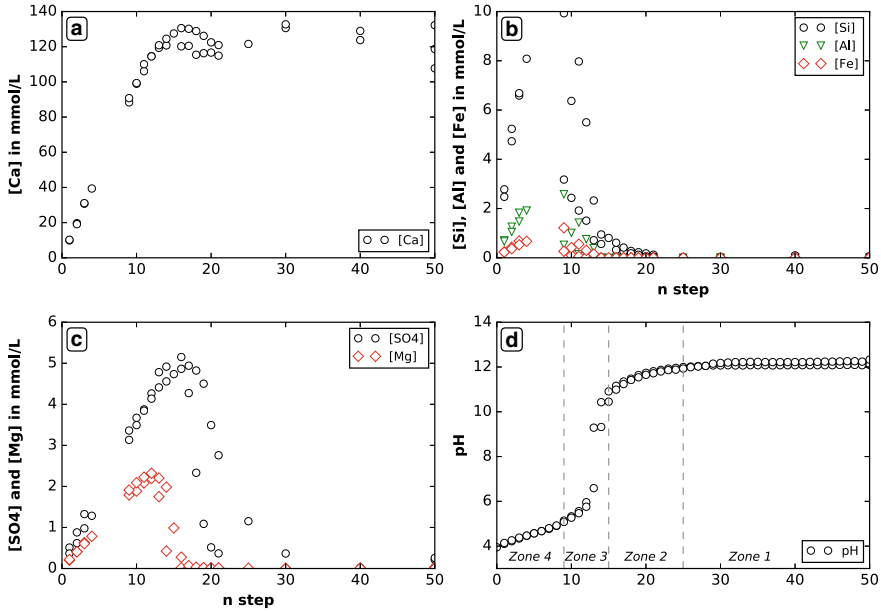 a
[Ca] in mmol/L
140
120
100
80
60
40
20
0
[Ca]
0 10 20 30 40 50
b
[Si], [Al] and [Fe] in mmol/L
10
8
6
4
2
0
[Si]
[Al]
[Fe]
0 10 20 30 40 50
n step
c
[SO4] and [Mg] in mmol/L
6
5
4
3
2
1
0
[SO4]
[Mg]
0 10 20 30 40 50
n step
d
pH
14
12
10
8
6
4
Zone 4 Zone 3 Zone 2 Zone 1
pH
0 10 20 30 40 50
n step